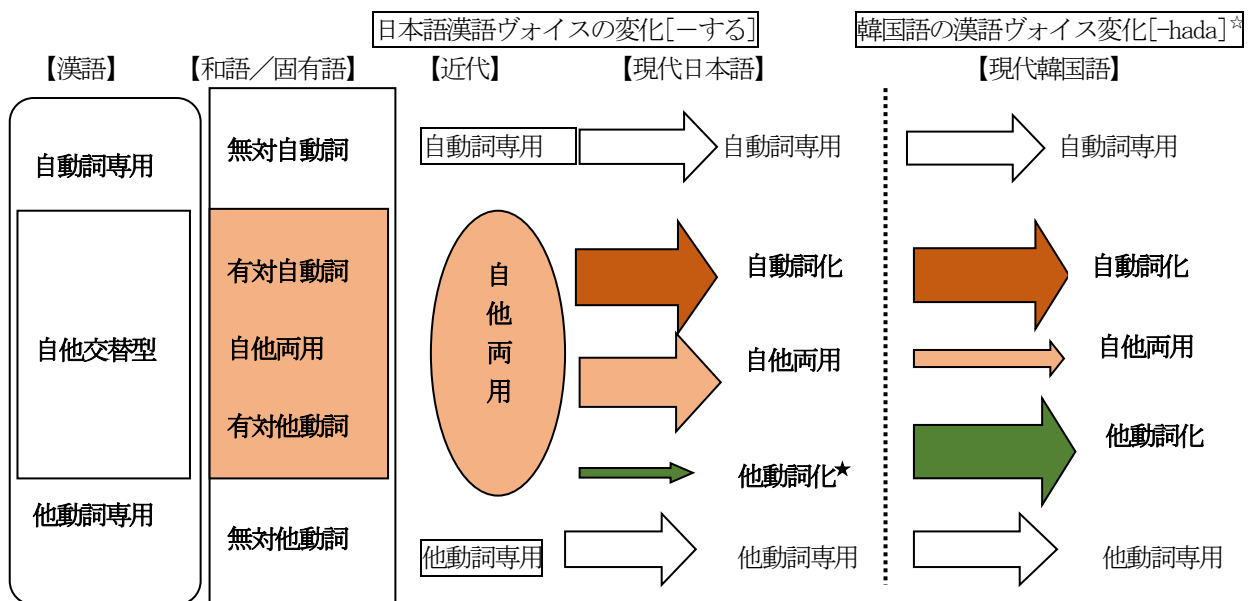 日本語漢語ヴォイスの変化[－する]
韓国語の漢語ヴォイス変化[-hada]☆
【漢語】
【和語／固有語】
【近代】
【現代日本語】
【現代韓国語】
自動詞専用
無対自動詞
自動詞専用
自動詞専用
自動詞専用
有対自動詞
自他両用
自動詞化
自動詞化
自他交替型
自他両用
自他両用
自他両用
有対他動詞
他動詞化★
他動詞化
他動詞専用
無対他動詞
他動詞専用
他動詞専用
他動詞専用